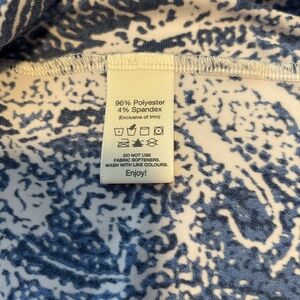 96% Polyester
4% Spandex
(Exclusive of trim)
DO NOT USE
FABRIC SOFTENERS.
WASH WITH LIKE COLOURS.
Enjoy!